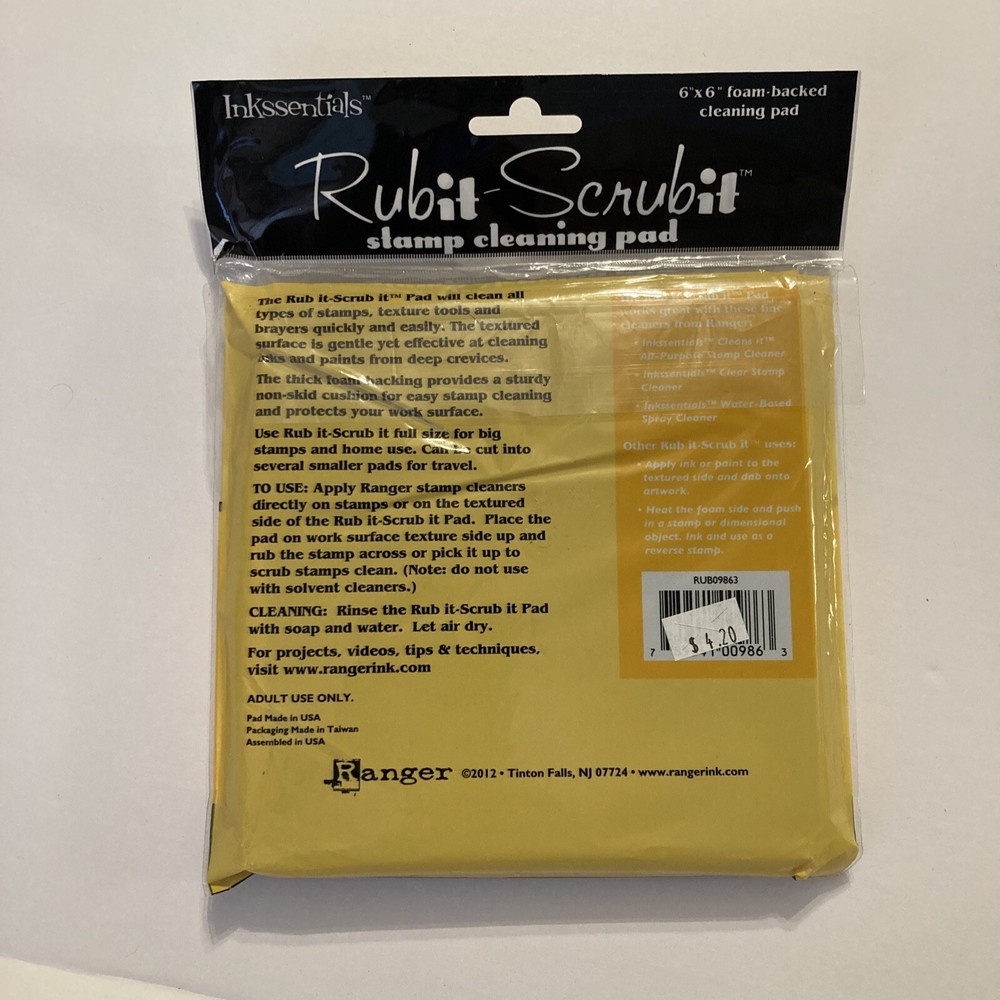 Inkssentials™
6"x 6" foam-backed
cleaning pad
Rubit-Scrubit™
stamp cleaning pad
The Rub it-Scrub it™ Pad will clean all
types of stamps, texture tools and
brayers quickly and easily. The textured
surface is gentle yet effective at cleaning
inks and paints from deep crevices.
The thick foam backing provides a sturdy
non-skid cushion for easy stamp cleaning
and protects your work surface.
Use Rub it-Scrub it full size for big
stamps and home use. Can be cut into
several smaller pads for travel.
TO USE: Apply Ranger stamp cleaners
directly on stamps or on the textured
side of the Rub it-Scrub it Pad. Place the
pad on work surface texture side up and
rub the stamp across or pick it up to
scrub stamps clean. (Note: do not use
with solvent cleaners.)
CLEANING: Rinse the Rub it-Scrub it Pad
with soap and water. Let air dry.
For projects, videos, tips & techniques,
visit www.rangerink.com
ADULT USE ONLY.
Pad Made in USA
Packaging Made in Taiwan
Assembled in USA
it™ Pad
works great with these fine
cleaners from Ranger:
• Inkssentials™ Cleans it™
All-Purpose Stamp Cleaner
• Inkssentials™ Clear Stamp
Cleaner
• Inkssentials™ Water-Based
Spray Cleaner
Other Rub it-Scrub it™ uses:
• Apply ink or paint to the
textured side and dab onto
artwork.
• Heat the foam side and push
in a stamp or dimensional
object. Ink and use as a
reverse stamp.
RUB09863
$ 4.20
7 00986 3
Ranger ©2012 • Tinton Falls, NJ 07724 • www.rangerink.com